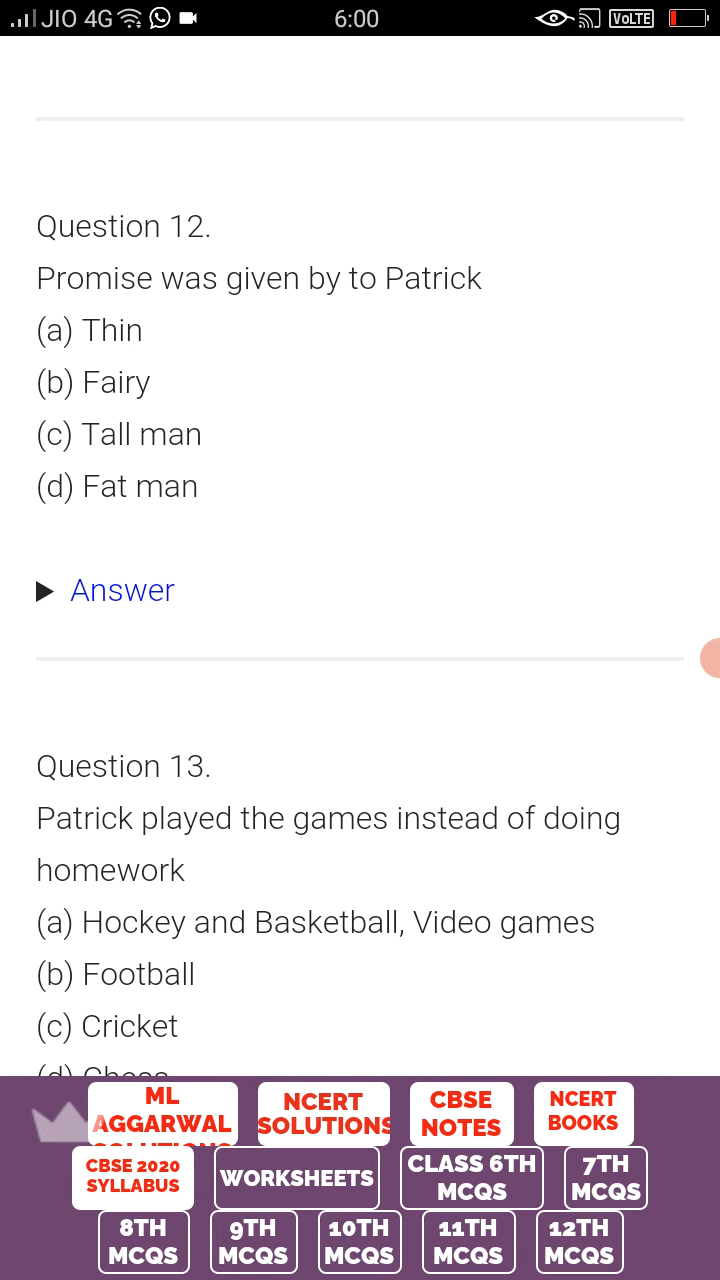 JIO 4G 6:00 VoLTE
Question 12.
Promise was given by to Patrick
(a) Thin
(b) Fairy
(c) Tall man
(d) Fat man
Answer
Question 13.
Patrick played the games instead of doing
homework
(a) Hockey and Basketball, Video games
(b) Football
(c) Cricket
(d) Chess
ML AGGARWAL SOLUTIONS
NCERT SOLUTIONS
CBSE NOTES
NCERT BOOKS
CBSE 2020 SYLLABUS
WORKSHEETS
CLASS 6TH MCQS
7TH MCQS
8TH MCQS
9TH MCQS
10TH MCQS
11TH MCQS
12TH MCQS